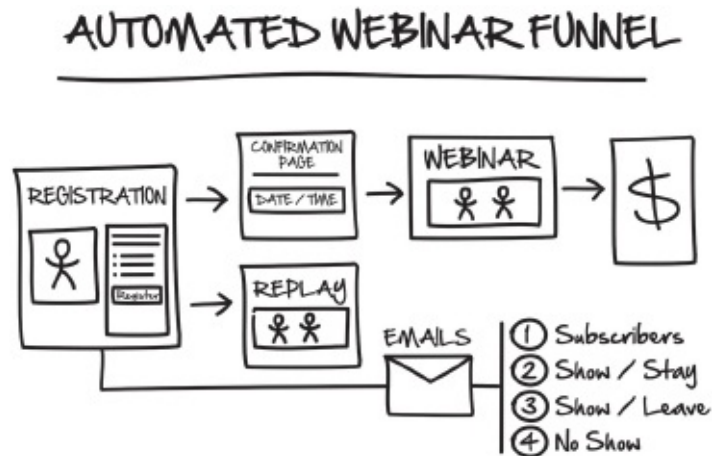 AUTOMATED WEBINAR FUNNEL
REGISTRATION
Register
CONFIRMATION
PAGE
DATE / TIME
WEBINAR
$
REPLAY
EMAILS
1 Subscribers
2 Show / Stay
3 Show / Leave
4 No Show